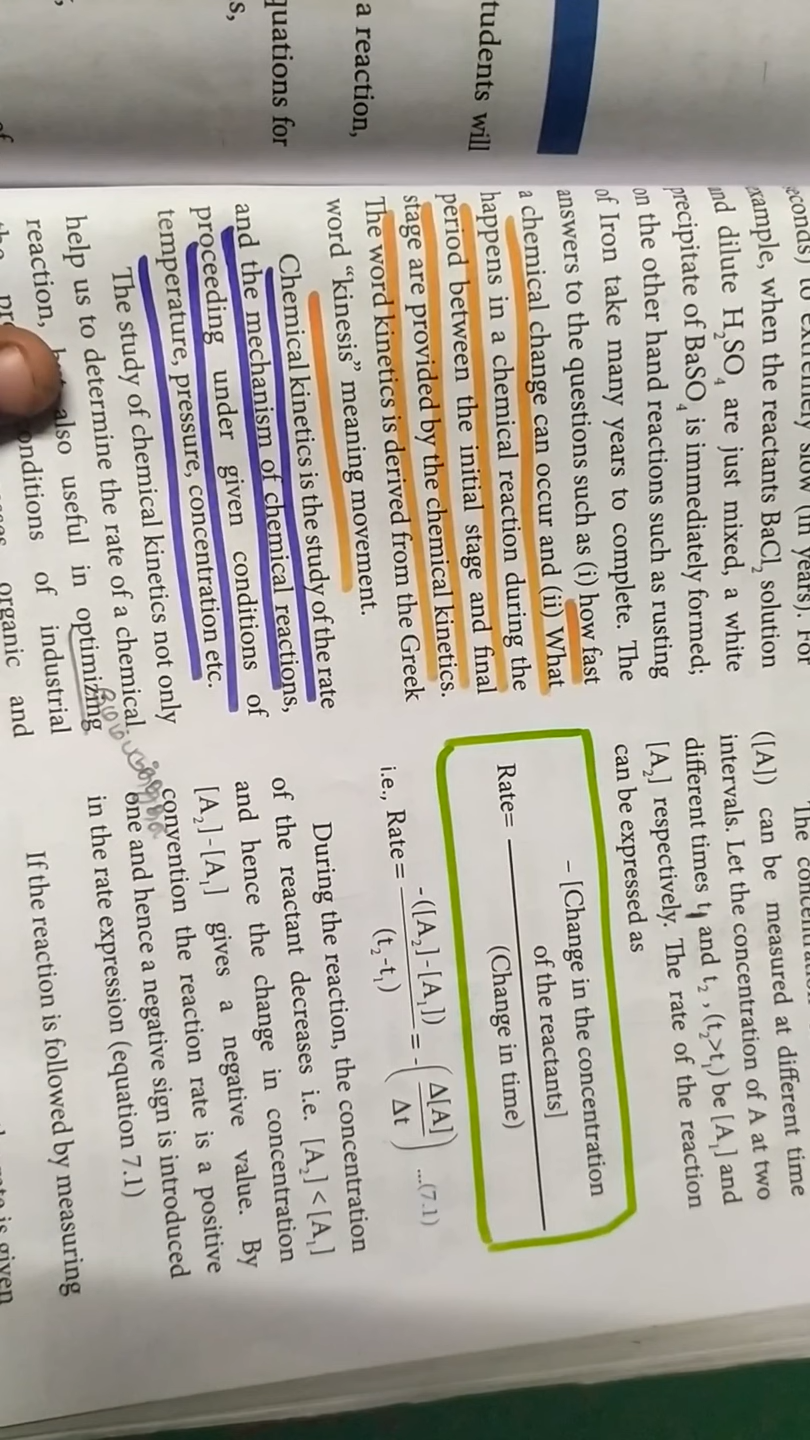 tudents will
a reaction,
quations for
s,
econds) to extremely slow (in years). For
xample, when the reactants BaCl₂ solution
nd dilute H₂SO₄ are just mixed, a white
precipitate of BaSO₄ is immediately formed;
on the other hand reactions such as rusting
of Iron take many years to complete. The
answers to the questions such as (i) how fast
a chemical change can occur and (ii) What
happens in a chemical reaction during the
period between the initial stage and final
stage are provided by the chemical kinetics.
The word kinetics is derived from the Greek
word “kinesis” meaning movement.
Chemical kinetics is the study of the rate
and the mechanism of chemical reactions,
proceeding under given conditions of
temperature, pressure, concentration etc.
The study of chemical kinetics not only
help us to determine the rate of a chemical
reaction, also useful in optimizing
onditions of industrial
organic and
The
([A]) can be measured at different time
intervals. Let the concentration of A at two
different times t₁ and t₂, (t₂>t₁) be [A₁] and
[A₂] respectively. The rate of the reaction
can be expressed as
– [Change in the concentration
of the reactants]
Rate=
(Change in time)
i.e., Rate= -([A₂]-[A₁]) / (t₂-t₁) = -(Δ[A] / Δt) ...(7.1)
During the reaction, the concentration
of the reactant decreases i.e. [A₂] < [A₁]
and hence the change in concentration
[A₂]-[A₁] gives a negative value. By
convention the reaction rate is a positive
one and hence a negative sign is introduced
in the rate expression (equation 7.1)
If the reaction is followed by measuring
is given